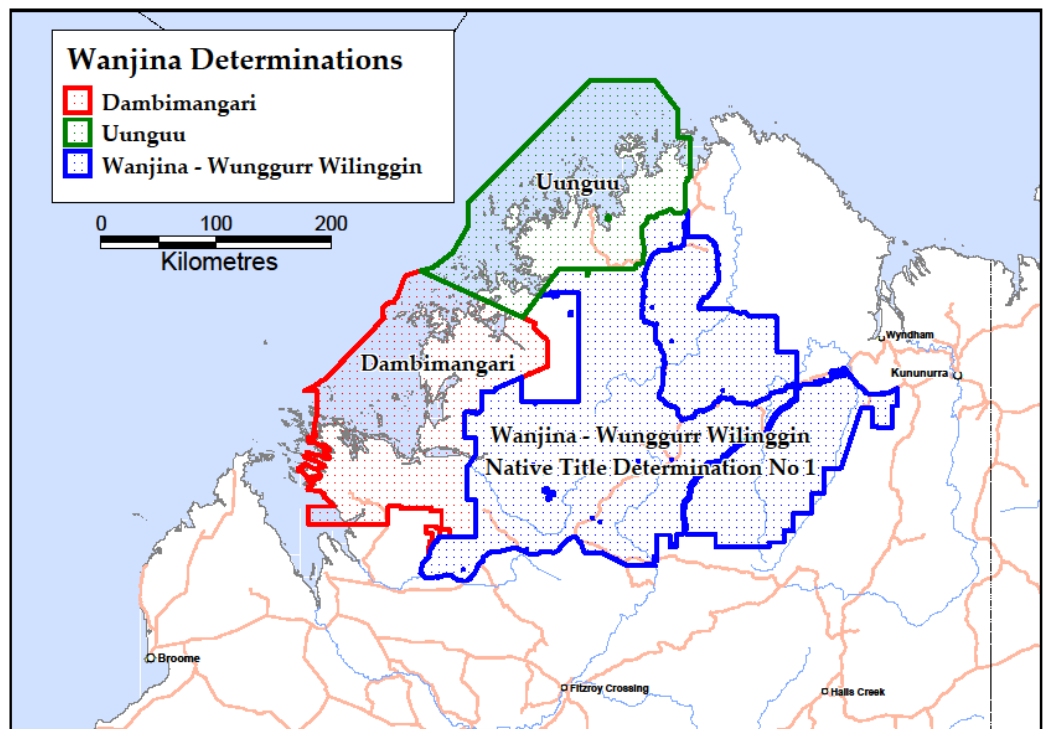 Wanjina Determinations
Dambimangari
Uunguu
Wanjina - Wunggurr Wilinggin
0 100 200
Kilometres
Uunguu
Dambimangari
Wyndham
Kununurra
Wanjina - Wunggurr Wilinggin
Native Title Determination No 1
Broome
Fitzroy Crossing
Halls Creek